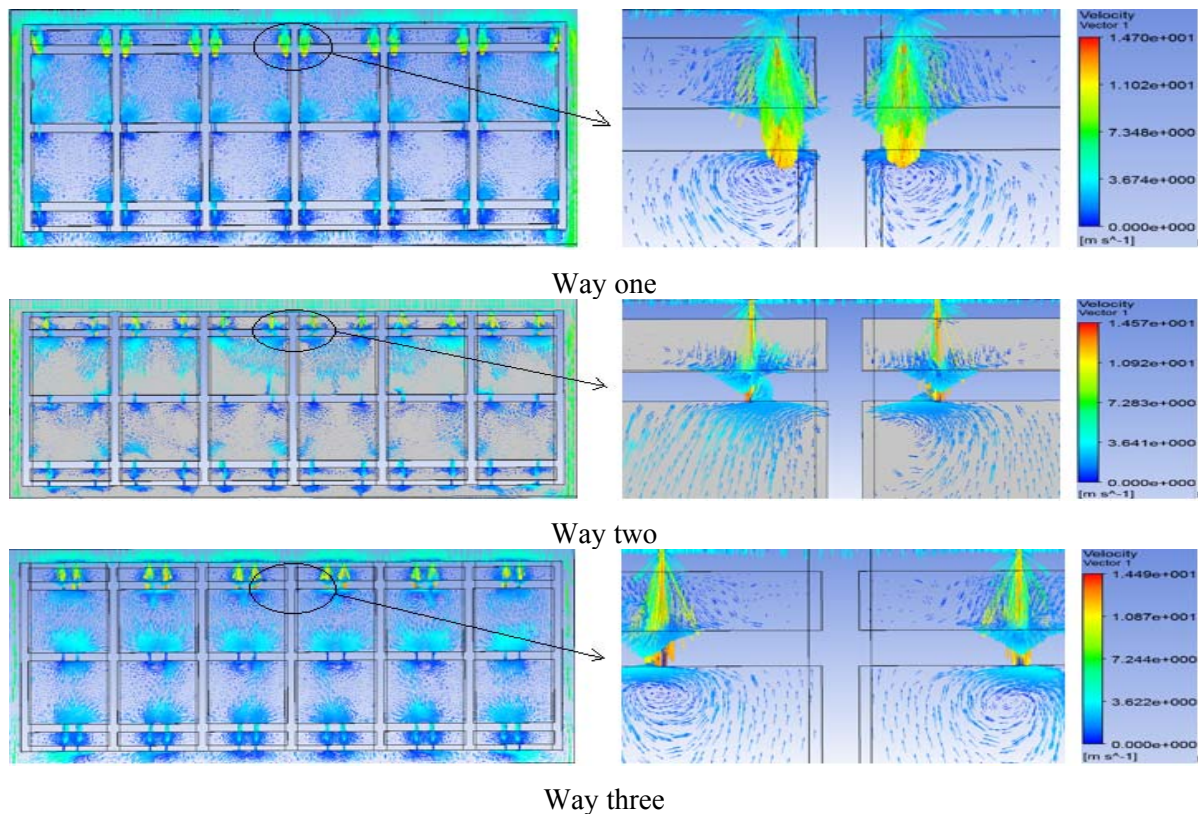 Velocity
Vector 1
1.470e+001
1.102e+001
7.348e+000
3.674e+000
0.000e+000
[m s^-1]
Way one
Velocity
Vector 1
1.457e+001
1.092e+001
7.283e+000
3.641e+000
0.000e+000
[m s^-1]
Way two
Velocity
Vector 1
1.449e+001
1.087e+001
7.244e+000
3.622e+000
0.000e+000
[m s^-1]
Way three